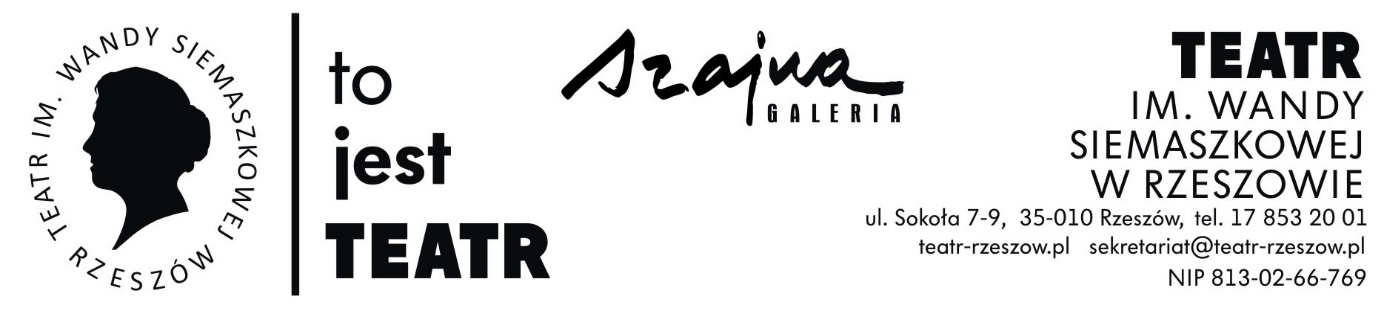 TEATR IM. WANDY SIEMASZKOWEJ
RZESZÓW
to
jest
TEATR
szajna
GALERIA
TEATR
IM. WANDY
SIEMASZKOWEJ
W RZESZOWIE
ul. Sokoła 7-9, 35-010 Rzeszów, tel. 17 853 20 01
teatr-rzeszow.pl sekretariat@teatr-rzeszow.pl
NIP 813-02-66-769